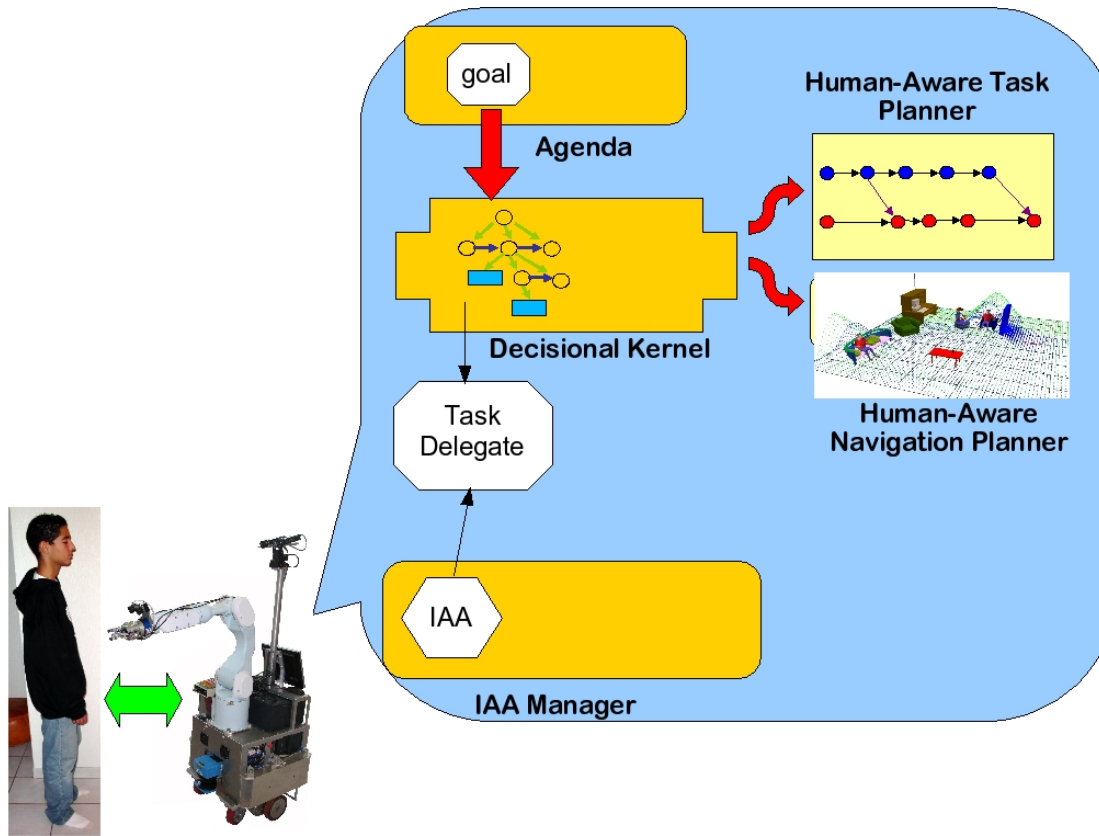 goal
Agenda
Human-Aware Task
Planner
Decisional Kernel
Human-Aware
Navigation Planner
Task
Delegate
IAA
IAA Manager